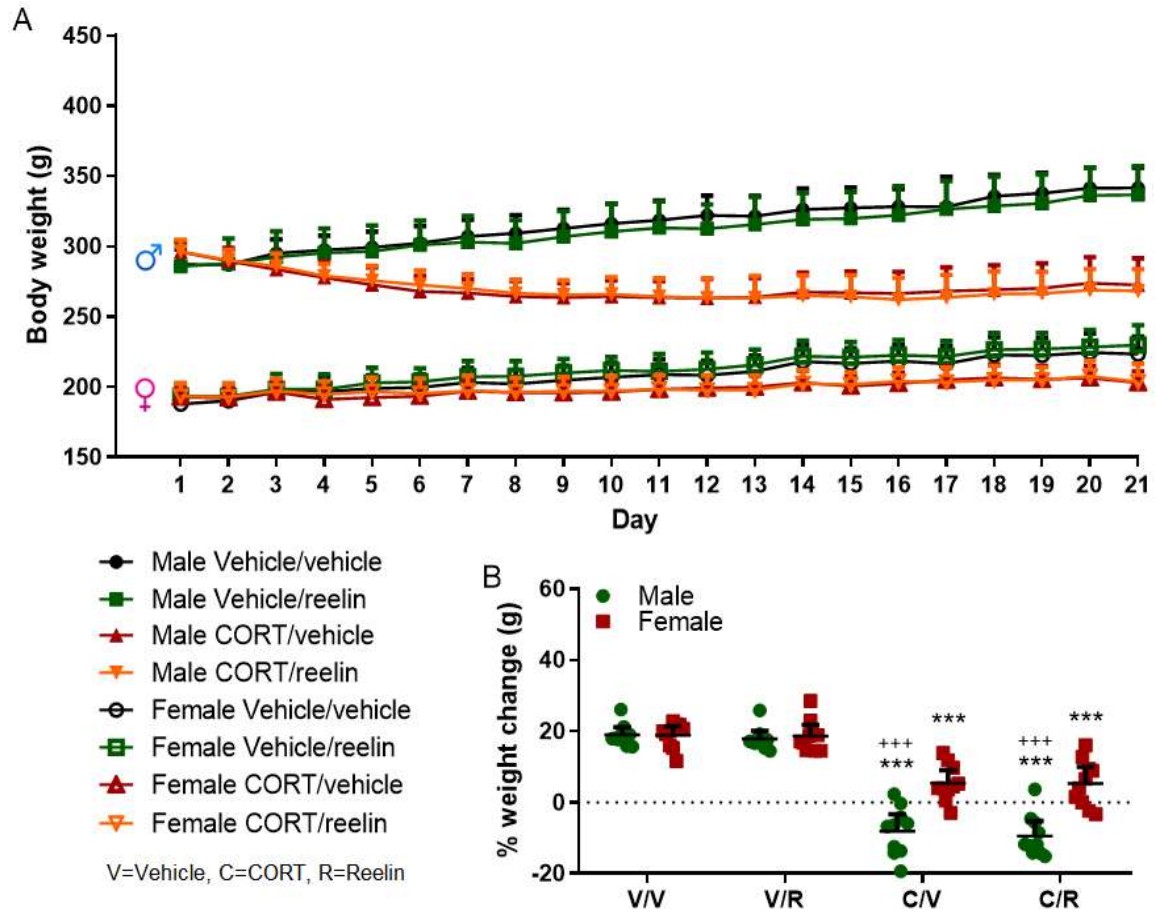 A
450
400
350
300
250
200
150
Body weight (g)
♂
♀
1 2 3 4 5 6 7 8 9 10 11 12 13 14 15 16 17 18 19 20 21
Day
Male Vehicle/vehicle
Male Vehicle/reelin
Male CORT/vehicle
Male CORT/reelin
Female Vehicle/vehicle
Female Vehicle/reelin
Female CORT/vehicle
Female CORT/reelin
V=Vehicle, C=CORT, R=Reelin
B
60
40
20
0
-20
% weight change (g)
Male
Female
*** ***
+++ +++
*** ***
V/V V/R C/V C/R